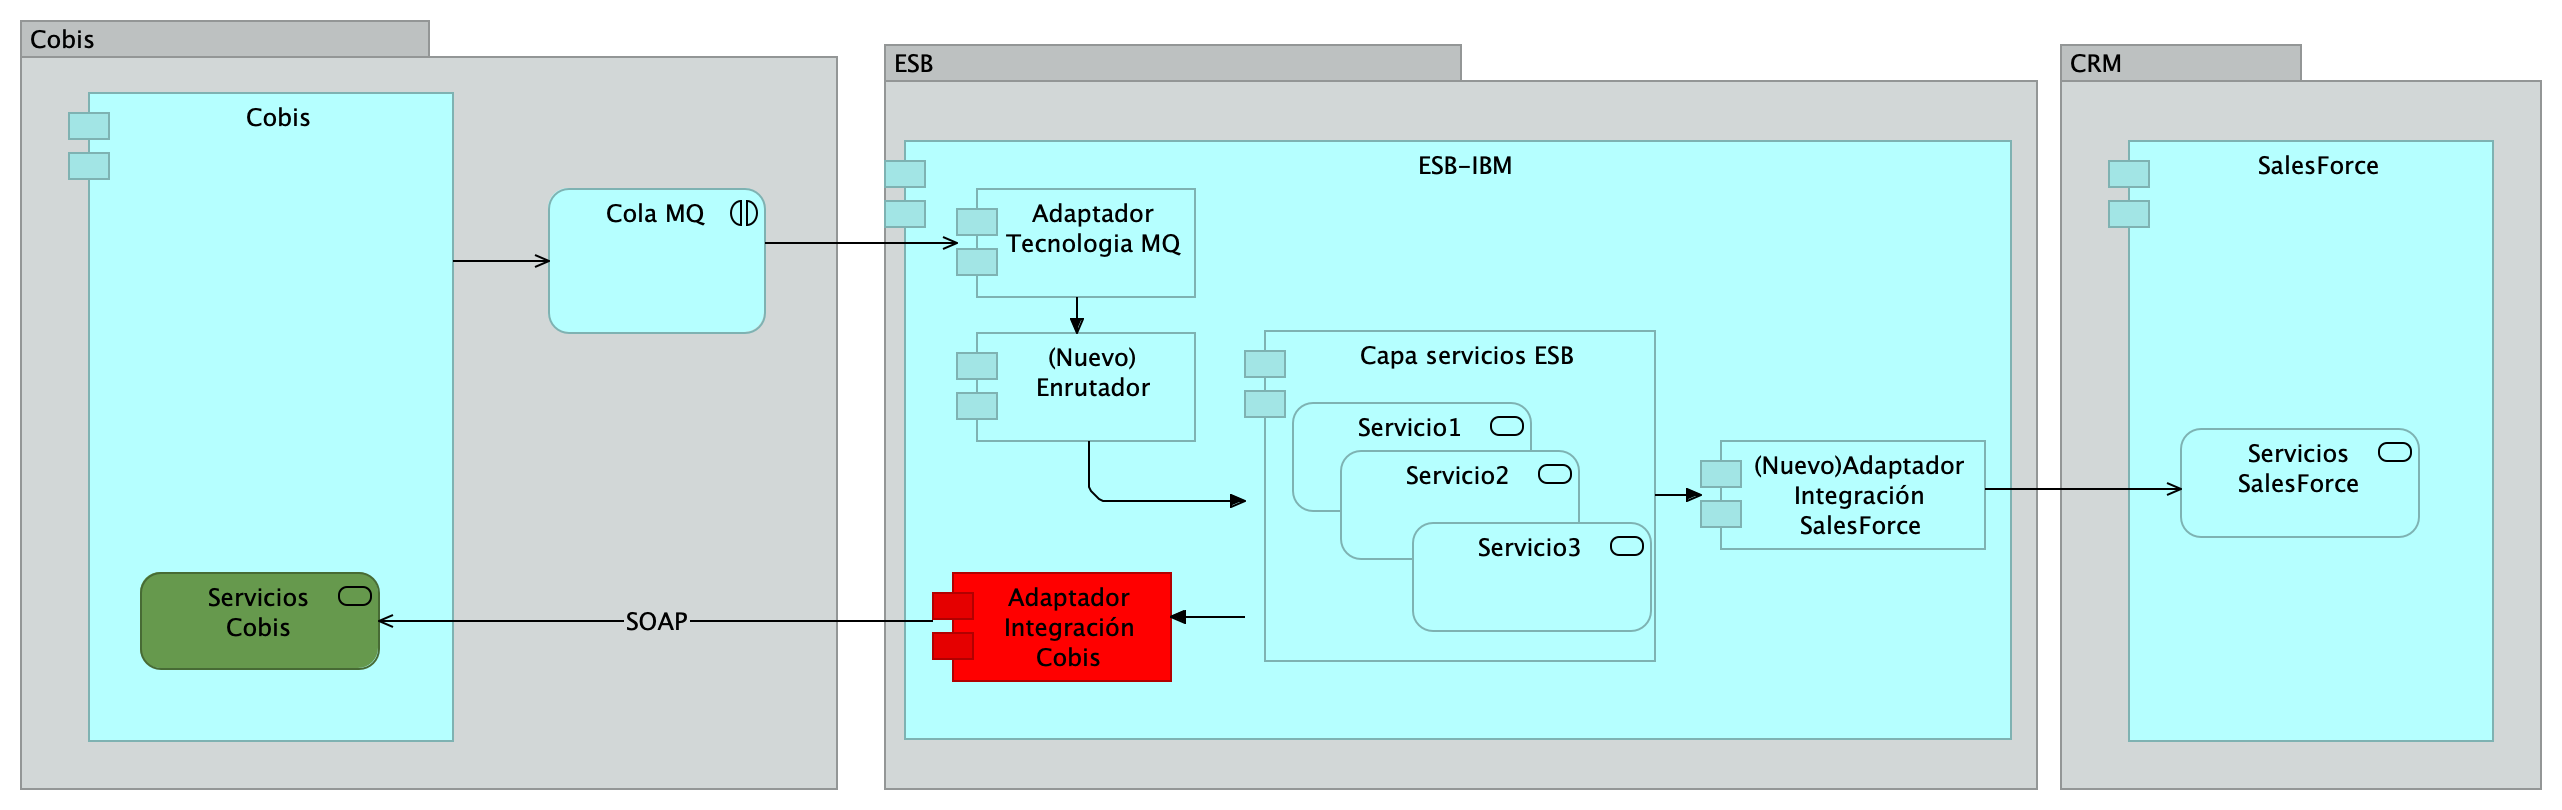 Cobis
ESB
CRM
Cobis
Cola MQ
ESB-IBM
Adaptador
Tecnologia MQ
(Nuevo)
Enrutador
Capa servicios ESB
Servicio1
Servicio2
Servicio3
(Nuevo)Adaptador
Integración
SalesForce
SalesForce
Servicios
SalesForce
Servicios
Cobis
SOAP
Adaptador
Integración
Cobis